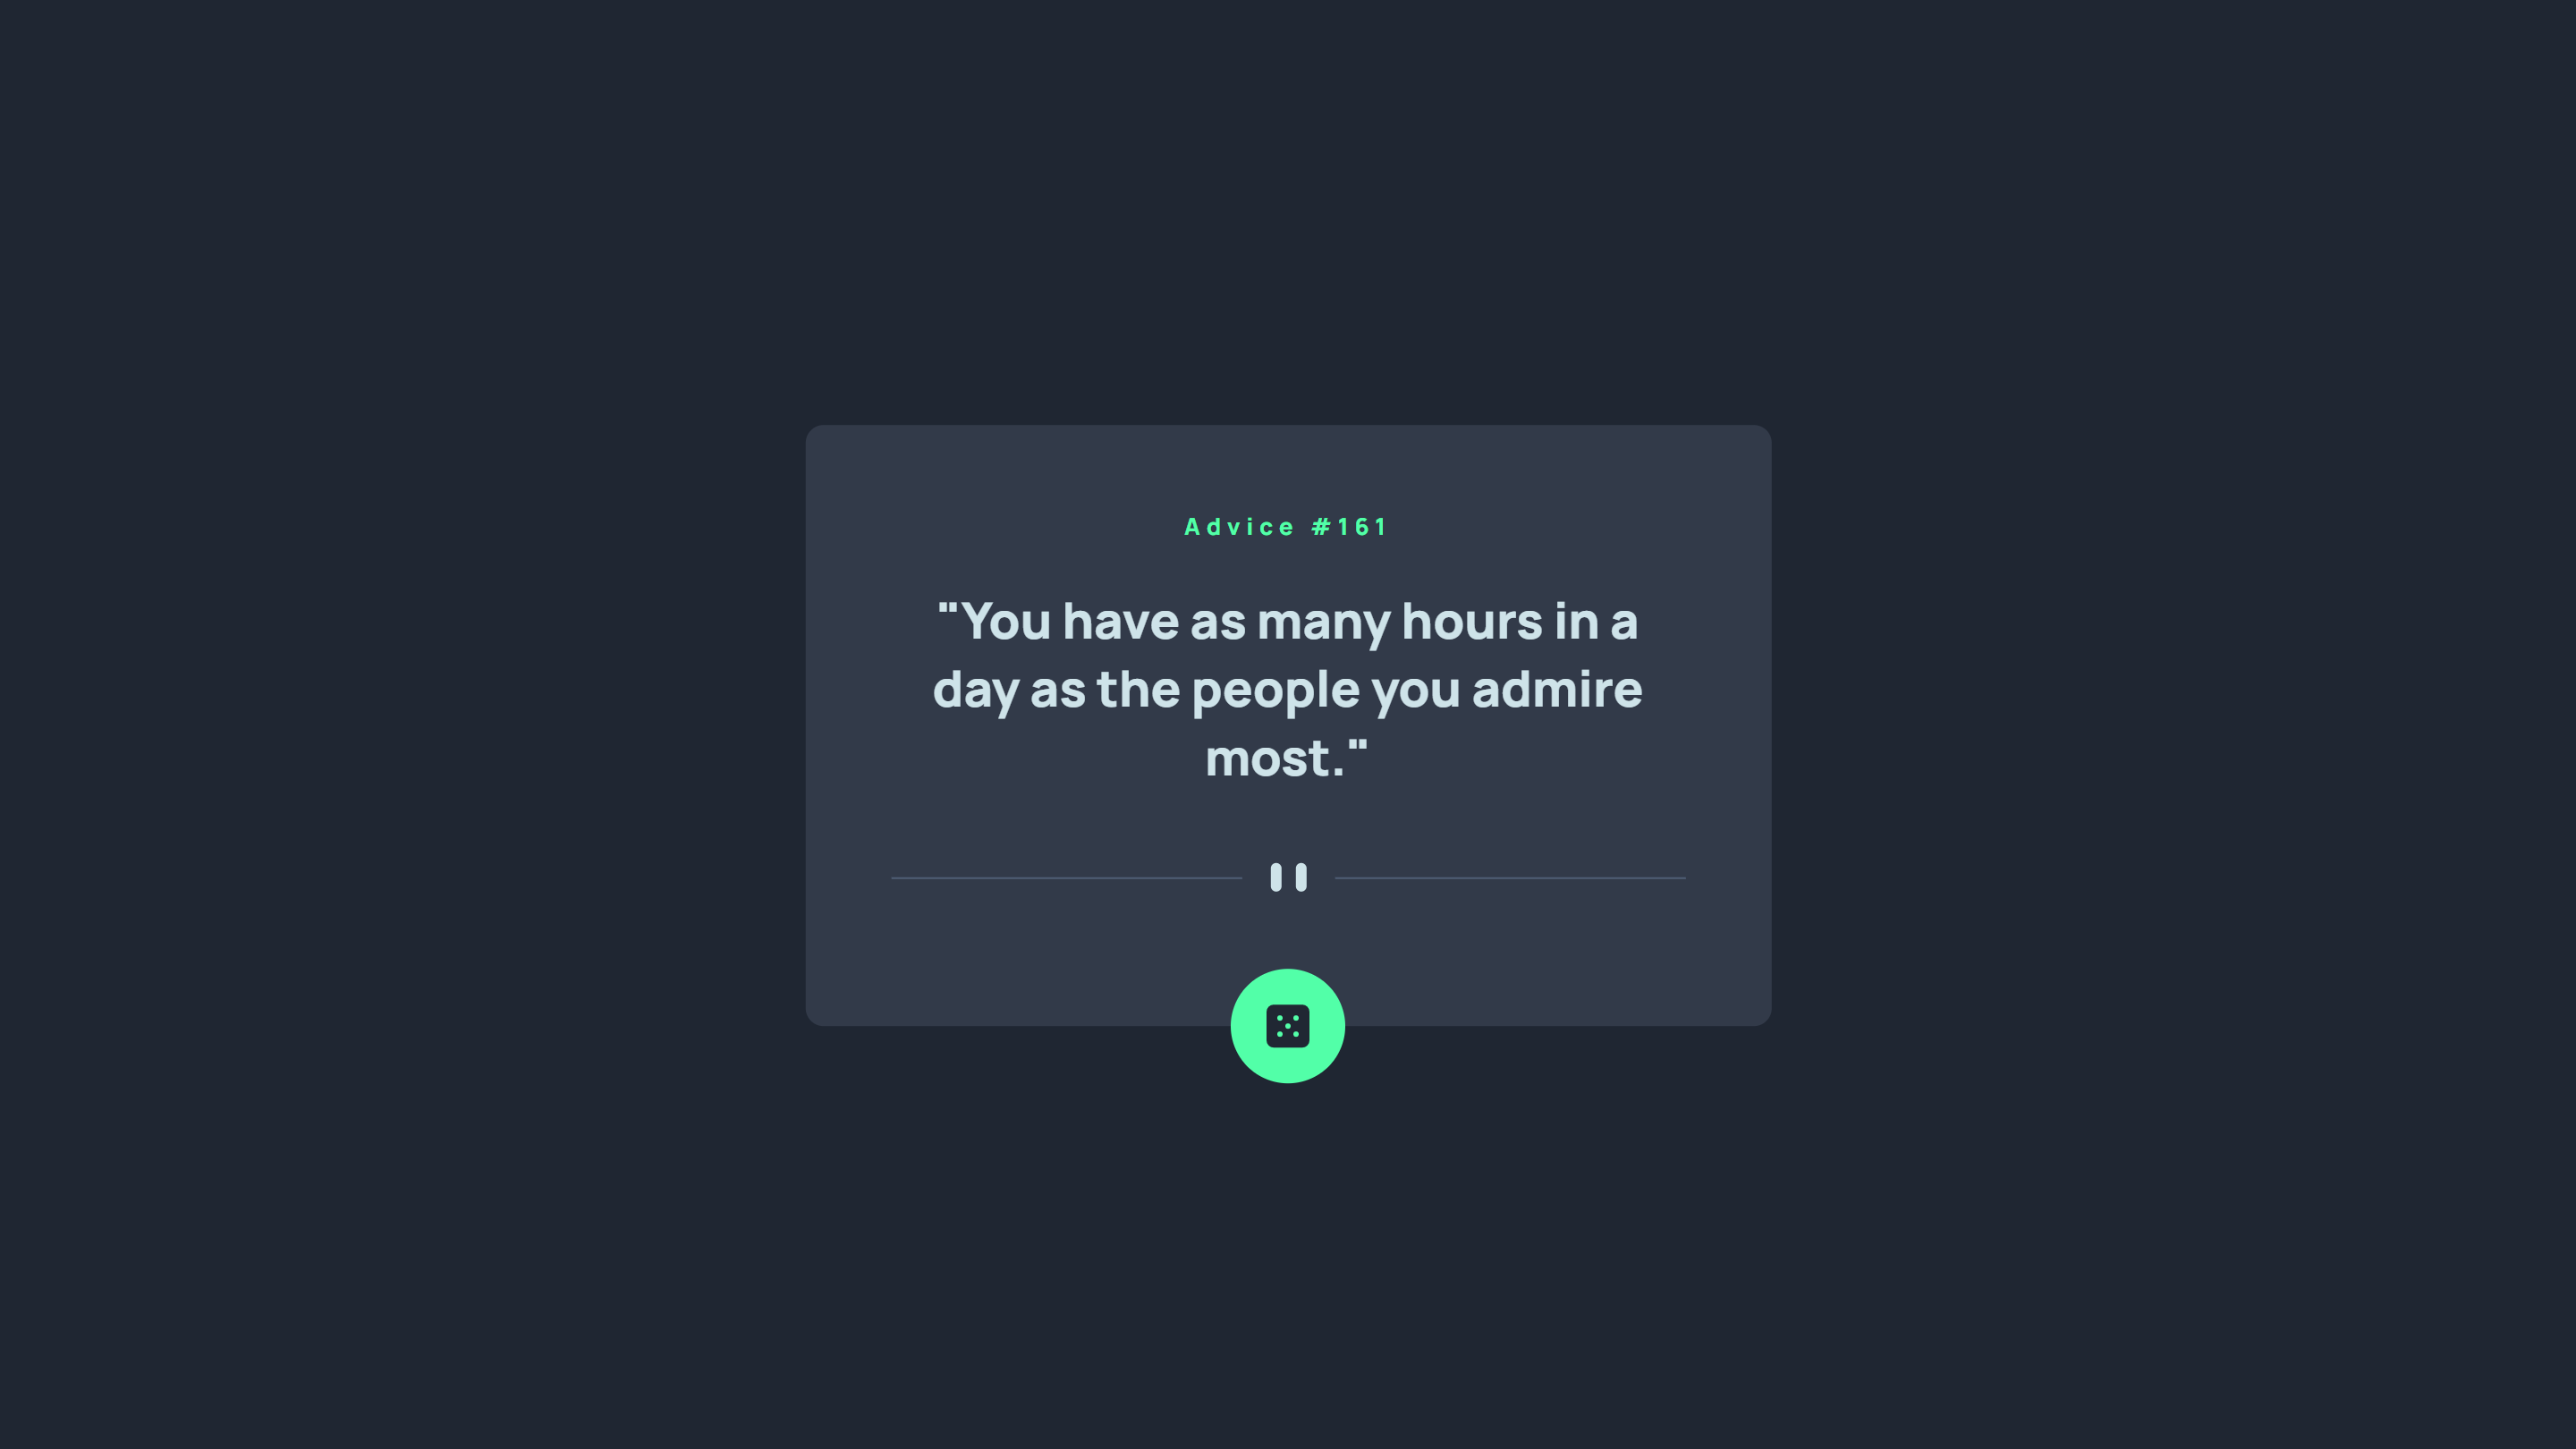 Advice #161
"You have as many hours in a
day as the people you admire
most."